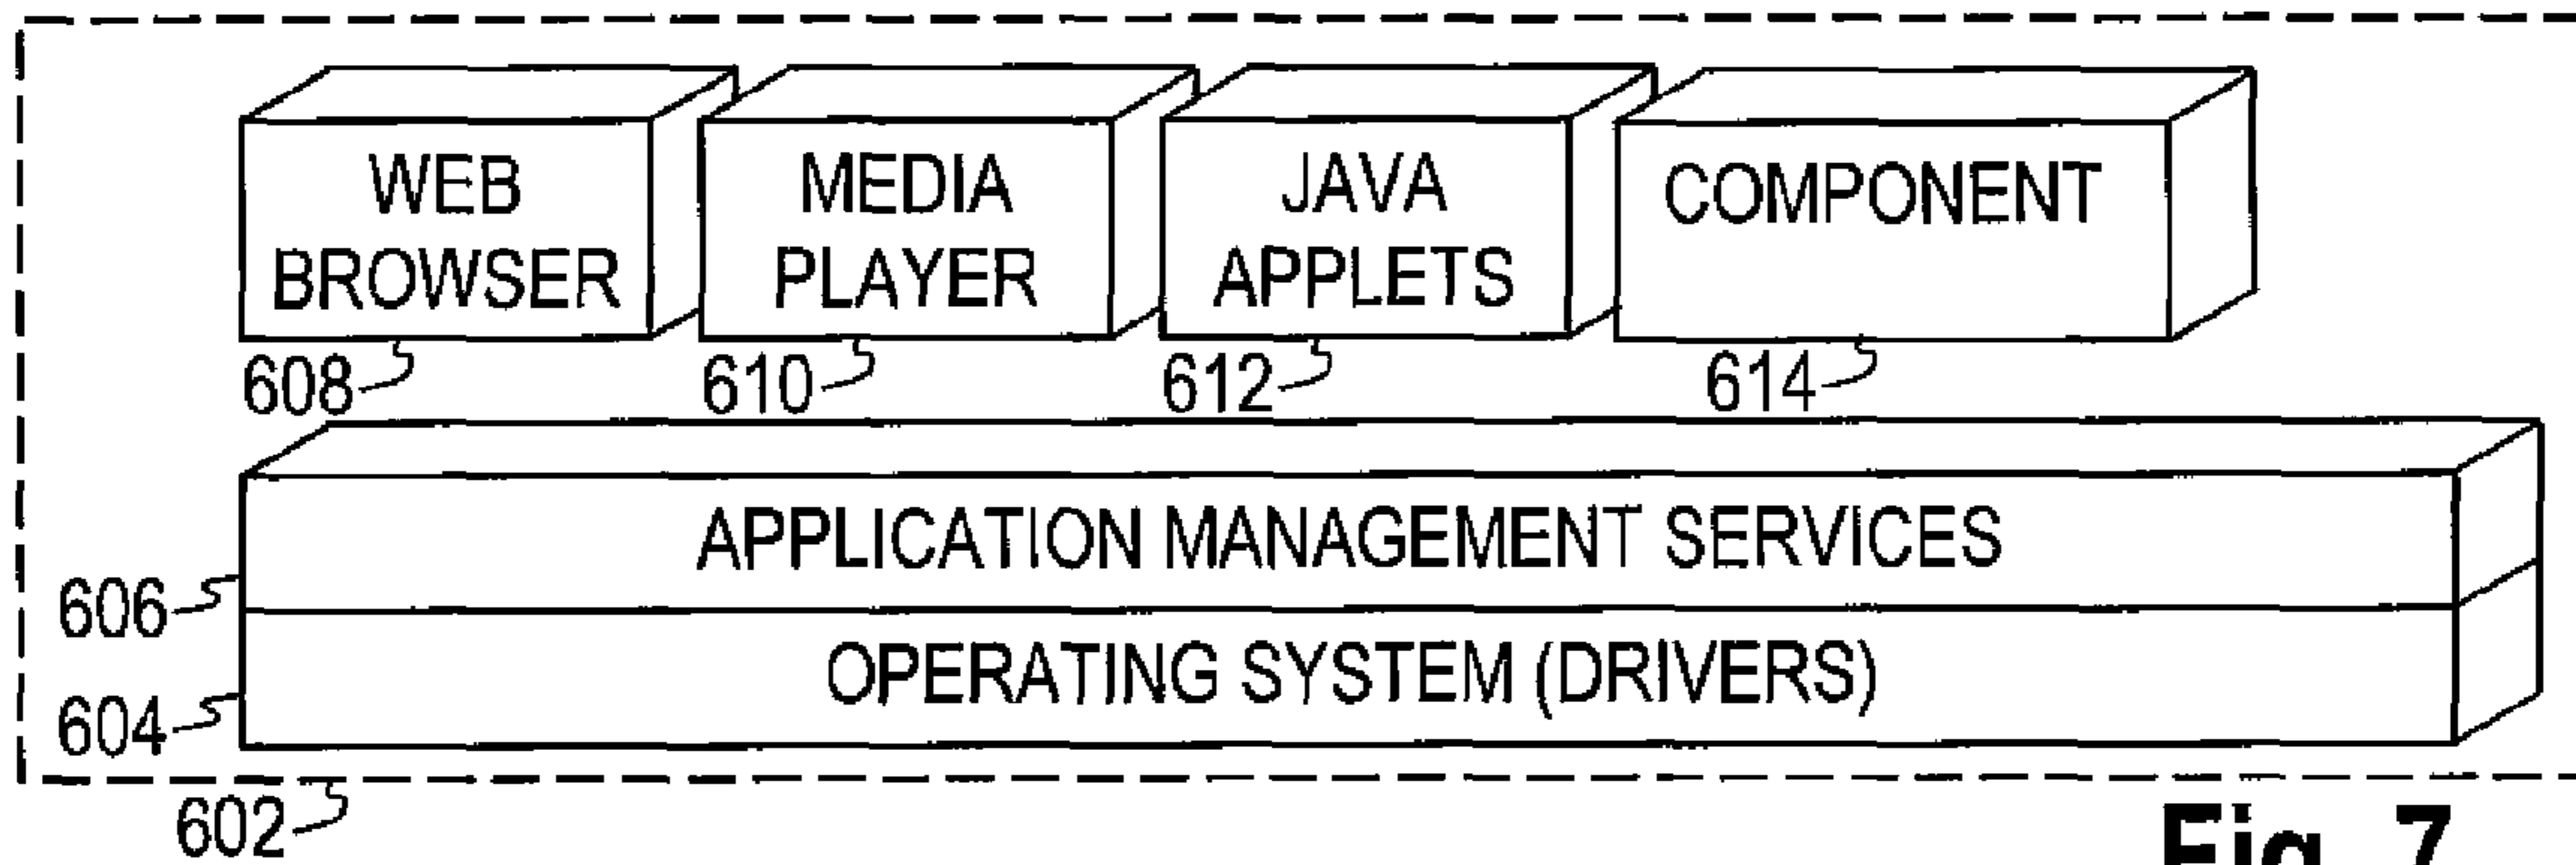 WEB
BROWSER
MEDIA
PLAYER
JAVA
APPLETS
COMPONENT
608
610
612
614
APPLICATION MANAGEMENT SERVICES
606
OPERATING SYSTEM (DRIVERS)
604
602
Fig. 7